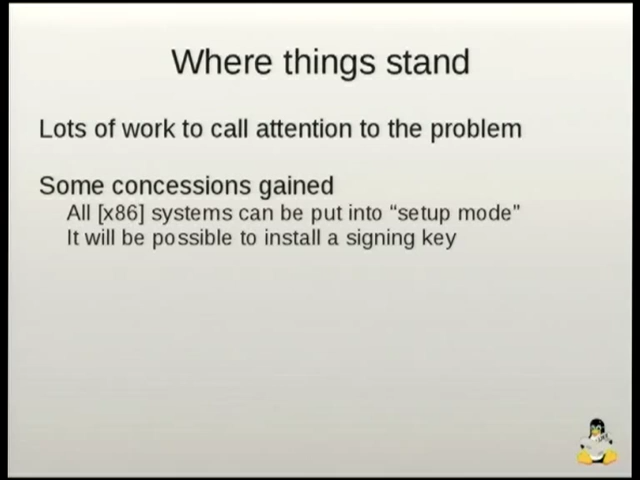 Where things stand
Lots of work to call attention to the problem
Some concessions gained
All [x86] systems can be put into “setup mode”
It will be possible to install a signing key